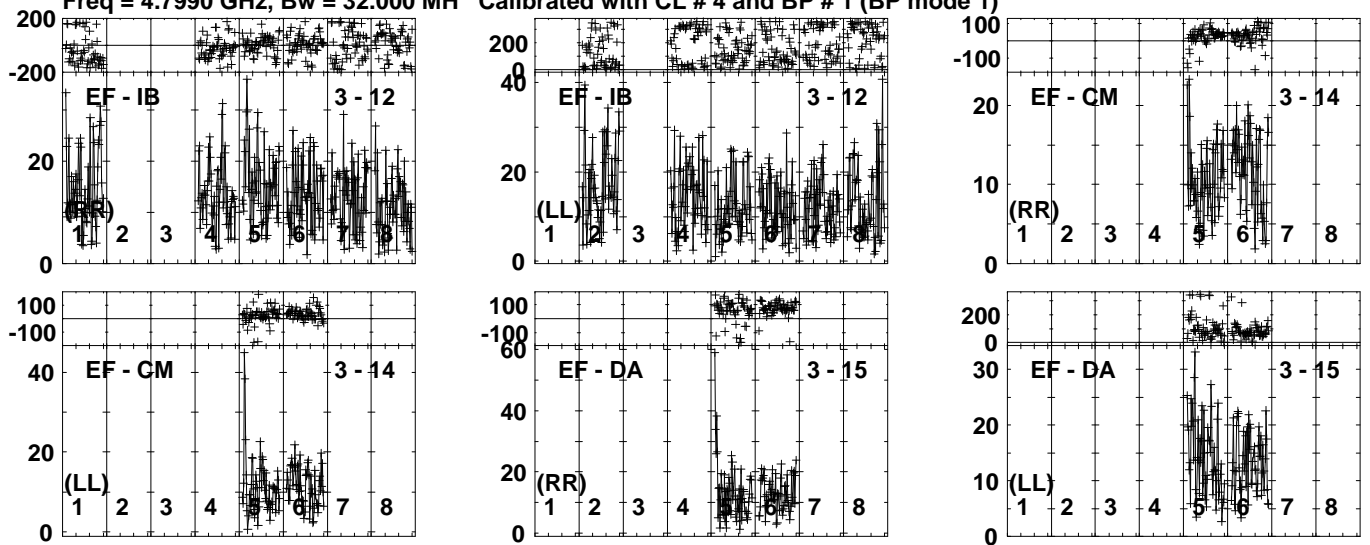 Freq = 4.7990 GHz, Bw = 32.000 MH Calibrated with CL # 4 and BP # 1 (BP mode 1)
200
-200
EF - IB 3 - 12
20
0
(RR)
1 2 3 4 5 6 7 8
200
0
40
EF - IB 3 - 12
20
0
(LL)
1 2 3 4 5 6 7 8
100
-100
EF - CM 3 - 14
20
10
0
(RR)
1 2 3 4 5 6 7 8
100
-100
EF - CM 3 - 14
40
20
0
(LL)
1 2 3 4 5 6 7 8
100
-100
60
EF - DA 3 - 15
40
20
0
(RR)
1 2 3 4 5 6 7 8
200
0
EF - DA 3 - 15
30
20
10
0
(LL)
1 2 3 4 5 6 7 8